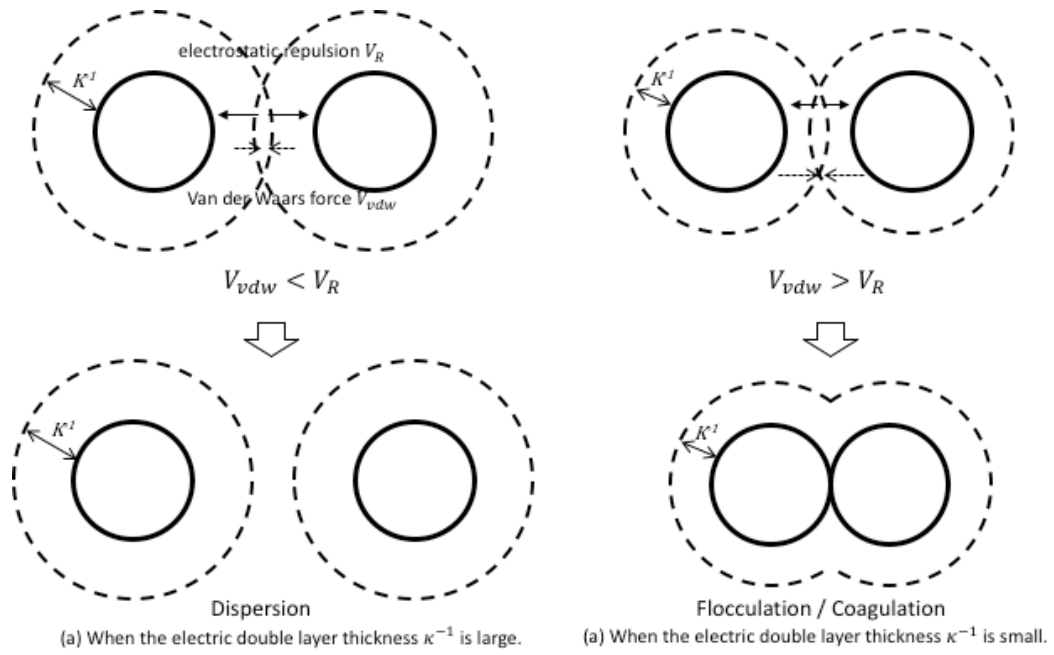 electrostatic repulsion V_R
K⁻¹
K⁻¹
Van der Waars force V_vdw
V_vdw < V_R
V_vdw > V_R
K⁻¹
K⁻¹
Dispersion
Flocculation / Coagulation
(a) When the electric double layer thickness κ⁻¹ is large.
(a) When the electric double layer thickness κ⁻¹ is small.